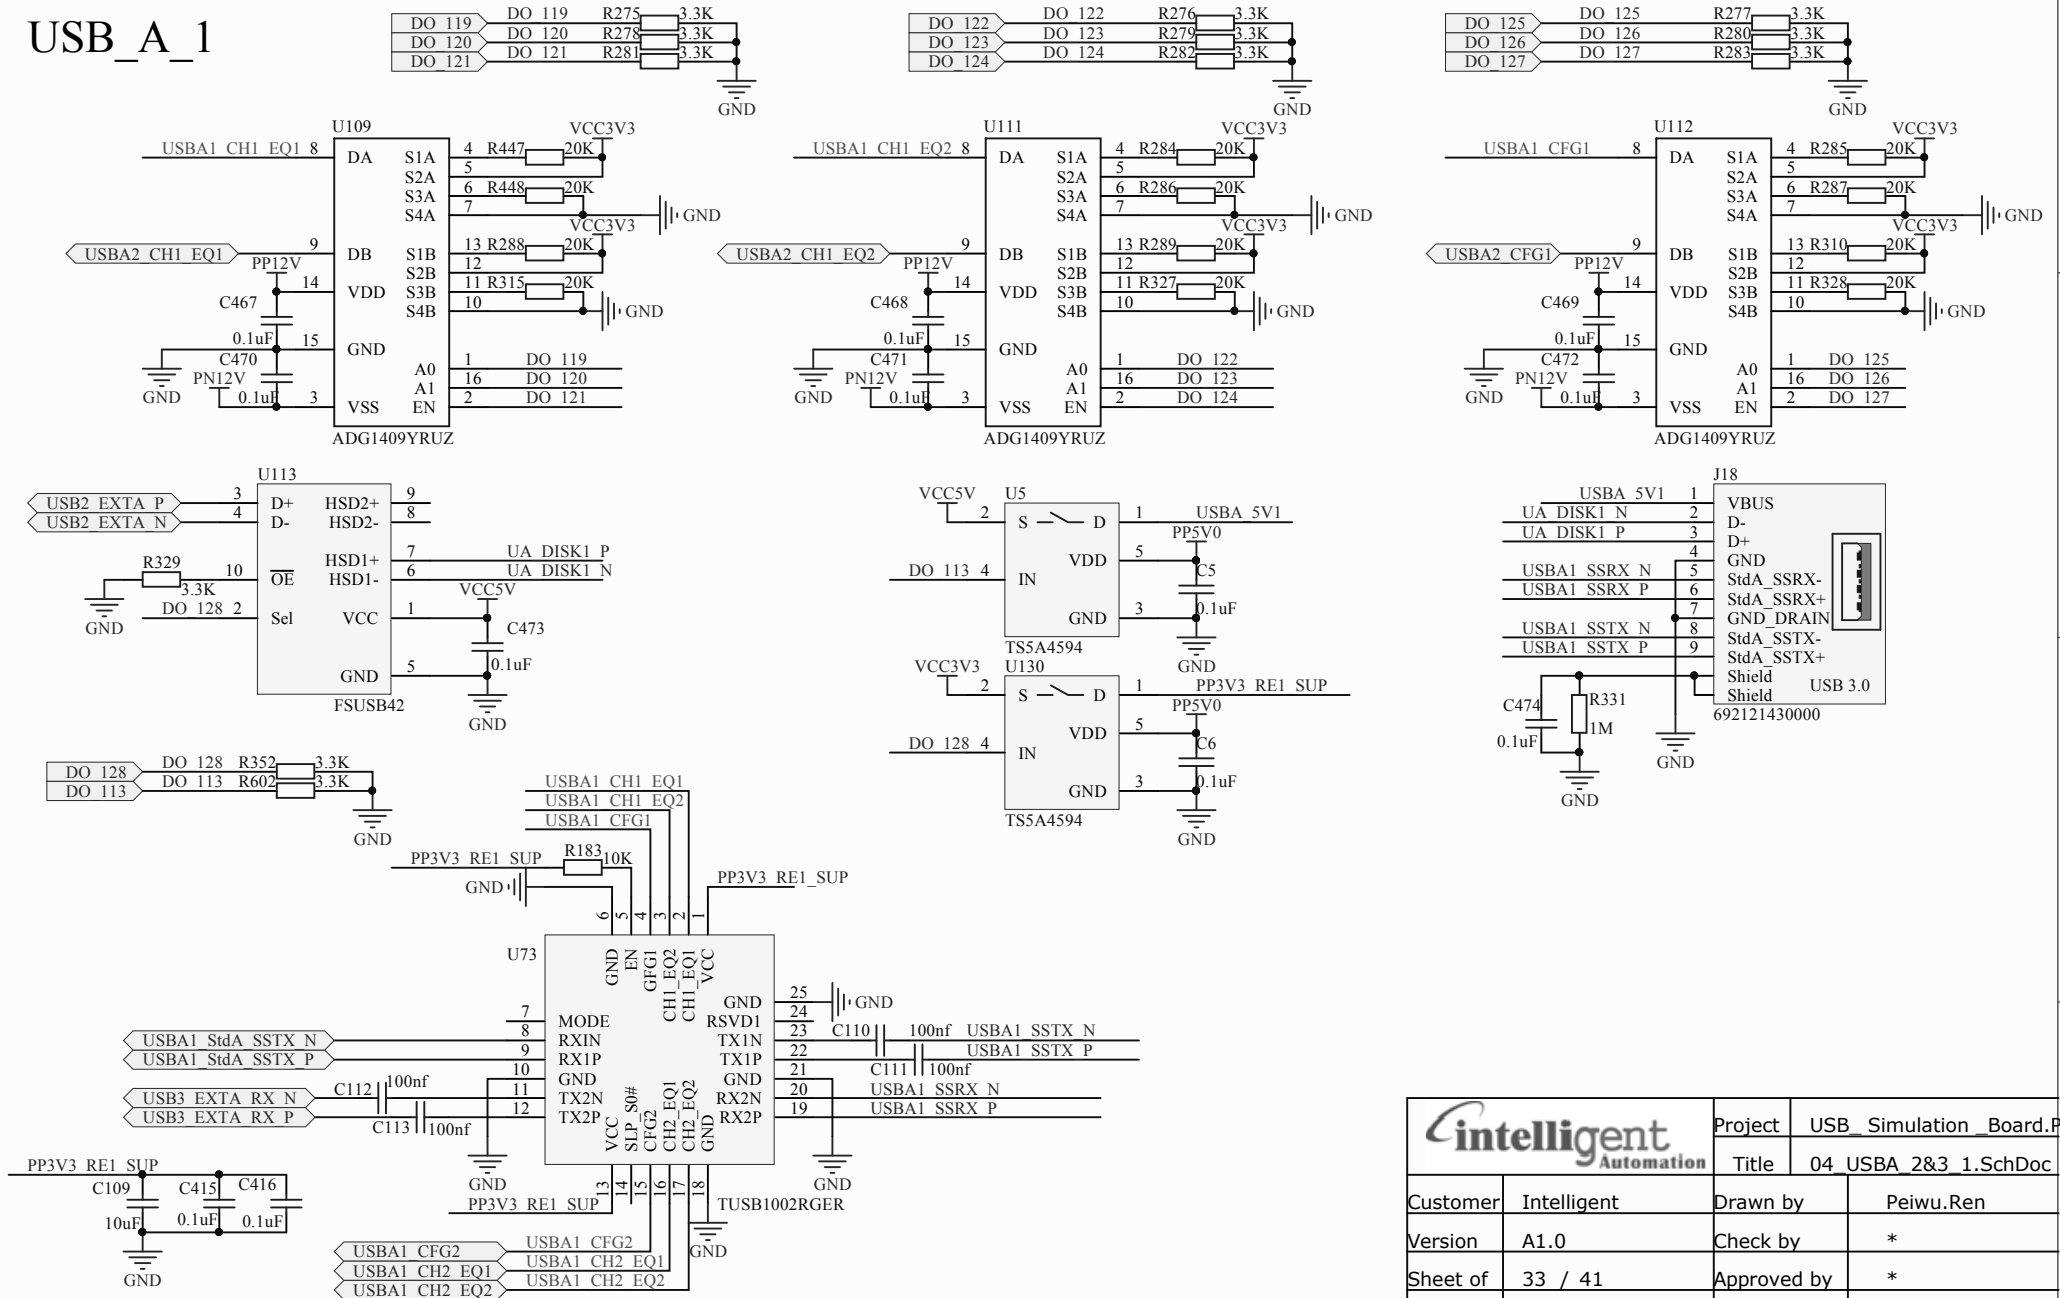 USB_A_1
DO_119 DO_119 R275 3.3K
DO_120 DO_120 R278 3.3K
DO_121 DO_121 R281 3.3K
GND
DO_122 DO_122 R276 3.3K
DO_123 DO_123 R279 3.3K
DO_124 DO_124 R282 3.3K
GND
DO_125 DO_125 R277 3.3K
DO_126 DO_126 R280 3.3K
DO_127 DO_127 R283 3.3K
GND
U109 VCC3V3
USBA1_CH1_EQ1 8 DA S1A 4 R447 20K
S2A 5
S3A 6 R448 20K
S4A 7 GND
VCC3V3
USBA2_CH1_EQ1 9 DB S1B 13 R288 20K
PP12V S2B 12
14 VDD S3B 11 R315 20K
C467 S4B 10 GND
0.1uF 15 GND
C470 A0 1 DO_119
PN12V A1 16 DO_120
GND 0.1uF 3 VSS EN 2 DO_121
ADG1409YRUZ
U111 VCC3V3
USBA1_CH1_EQ2 8 DA S1A 4 R284 20K
S2A 5
S3A 6 R286 20K
S4A 7 GND
VCC3V3
USBA2_CH1_EQ2 9 DB S1B 13 R289 20K
PP12V S2B 12
14 VDD S3B 11 R327 20K
C468 S4B 10 GND
0.1uF 15 GND
C471 A0 1 DO_122
PN12V A1 16 DO_123
GND 0.1uF 3 VSS EN 2 DO_124
ADG1409YRUZ
U112 VCC3V3
USBA1_CFG1 8 DA S1A 4 R285 20K
S2A 5
S3A 6 R287 20K
S4A 7 GND
VCC3V3
USBA2_CFG1 9 DB S1B 13 R310 20K
PP12V S2B 12
14 VDD S3B 11 R328 20K
C469 S4B 10 GND
0.1uF 15 GND
C472 A0 1 DO_125
PN12V A1 16 DO_126
GND 0.1uF 3 VSS EN 2 DO_127
ADG1409YRUZ
U113
USB2_EXTA_P 3 D+ HSD2+ 9
USB2_EXTA_N 4 D- HSD2- 8
HSD1+ 7 UA_DISK1_P
R329 3.3K 10 OE HSD1- 6 UA_DISK1_N
VCC5V
GND DO_128 2 Sel VCC 1
C473
0.1uF
GND 5
FSUSB42
GND
VCC5V U5
2 S D 1 USBA_5V1
PP5V0
VDD 5
DO_113 4 IN C5
0.1uF
GND 3
TS5A4594 GND
VCC3V3 U130
2 S D 1 PP3V3_RE1_SUP
PP5V0
VDD 5
DO_128 4 IN C6
0.1uF
GND 3
TS5A4594 GND
J18
USBA_5V1 1 VBUS
UA_DISK1_N 2 D-
UA_DISK1_P 3 D+
4 GND
USBA1_SSRX_N 5 StdA_SSRX-
USBA1_SSRX_P 6 StdA_SSRX+
7 GND_DRAIN
USBA1_SSTX_N 8 StdA_SSTX-
USBA1_SSTX_P 9 StdA_SSTX+
Shield
Shield USB 3.0
692121430000
C474 0.1uF R331 1M
GND
GND
DO_128 DO_128 R352 3.3K
DO_113 DO_113 R602 3.3K
GND
USBA1_CH1_EQ1
USBA1_CH1_EQ2
USBA1_CFG1
PP3V3_RE1_SUP R183 10K
GND PP3V3_RE1_SUP
6 5 4 3 2 1
U73
GND EN GFG1 CH1_EQ2 CH1_EQ1 VCC
GND 25 GND
7 MODE RSVD1 24
USBA1_StdA_SSTX_N 8 RXIN TX1N 23 C110 100nf USBA1_SSTX_N
USBA1_StdA_SSTX_P 9 RX1P TX1P 22 C111 100nf USBA1_SSTX_P
10 GND GND 21
USB3_EXTA_RX_N C112 100nf 11 TX2N RX2N 20 USBA1_SSRX_N
USB3_EXTA_RX_P C113 100nf 12 TX2P RX2P 19 USBA1_SSRX_P
VCC SLP_S0# CFG2 CH2_EQ1 CH2_EQ2 GND
GND 13 14 15 16 17 18 GND
PP3V3_RE1_SUP TUSB1002RGER
GND
PP3V3_RE1_SUP
C109 C415 C416
10uF 0.1uF 0.1uF
GND
USBA1_CFG2 USBA1_CFG2
USBA1_CH2_EQ1 USBA1_CH2_EQ1
USBA1_CH2_EQ2 USBA1_CH2_EQ2
intelligent Automation
Project USB_ Simulation _Board.P
Title 04_USBA_2&3_1.SchDoc
Customer Intelligent Drawn by Peiwu.Ren
Version A1.0 Check by *
Sheet of 33 / 41 Approved by *